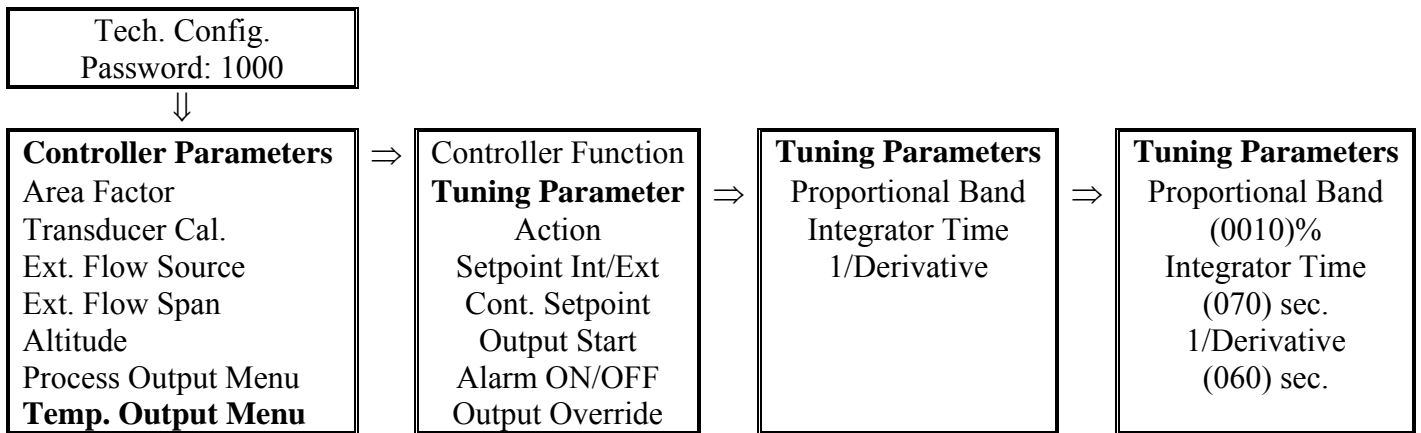 Tech. Config.
Password: 1000
⇓
Controller Parameters
Area Factor
Transducer Cal.
Ext. Flow Source
Ext. Flow Span
Altitude
Process Output Menu
Temp. Output Menu
⇒
Controller Function
Tuning Parameter
Action
Setpoint Int/Ext
Cont. Setpoint
Output Start
Alarm ON/OFF
Output Override
⇒
Tuning Parameters
Proportional Band
Integrator Time
1/Derivative
⇒
Tuning Parameters
Proportional Band
(0010)%
Integrator Time
(070) sec.
1/Derivative
(060) sec.